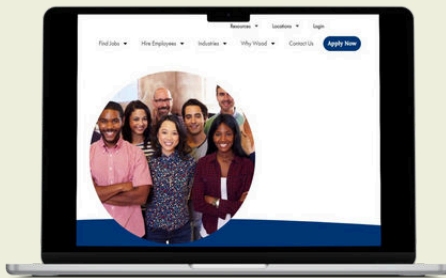 Resources Locations Login
Find Jobs Hire Employees Industries Why Wood Contact Us Apply Now